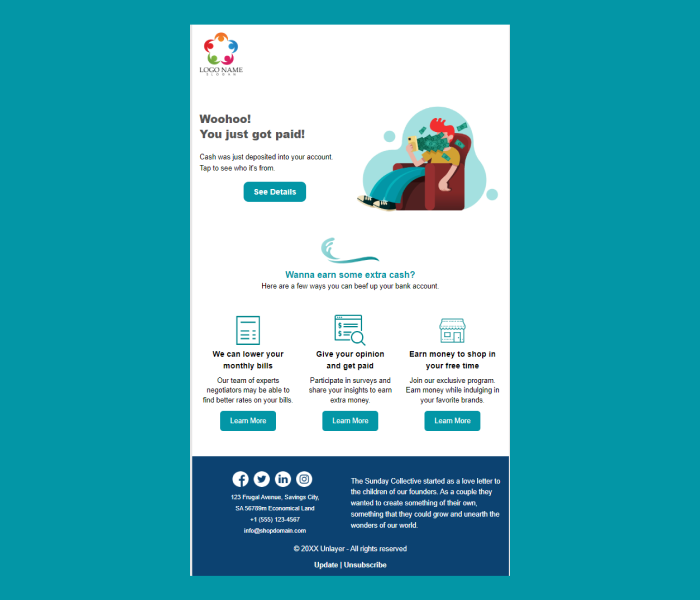 LOGO NAME
SLOGAN
Woohoo!
You just got paid!
Cash was just deposited into your account.
Tap to see who it's from.
See Details
Wanna earn some extra cash?
Here are a few ways you can beef up your bank account.
We can lower your
monthly bills
Our team of experts
negotiators may be able to
find better rates on your bills.
Learn More
Give your opinion
and get paid
Participate in surveys and
share your insights to earn
extra money.
Learn More
Earn money to shop in
your free time
Join our exclusive program.
Earn money while indulging in
your favorite brands.
Learn More
123 Frugal Avenue, Savings City,
SA 56789m Economical Land
+1 (555) 123-4567
info@shopdomain.com
The Sunday Collective started as a love letter to
the children of our founders. As a couple they
wanted to create something of their own,
something that they could grow and unearth the
wonders of our world.
© 20XX Unlayer - All rights reserved
Update | Unsubscribe